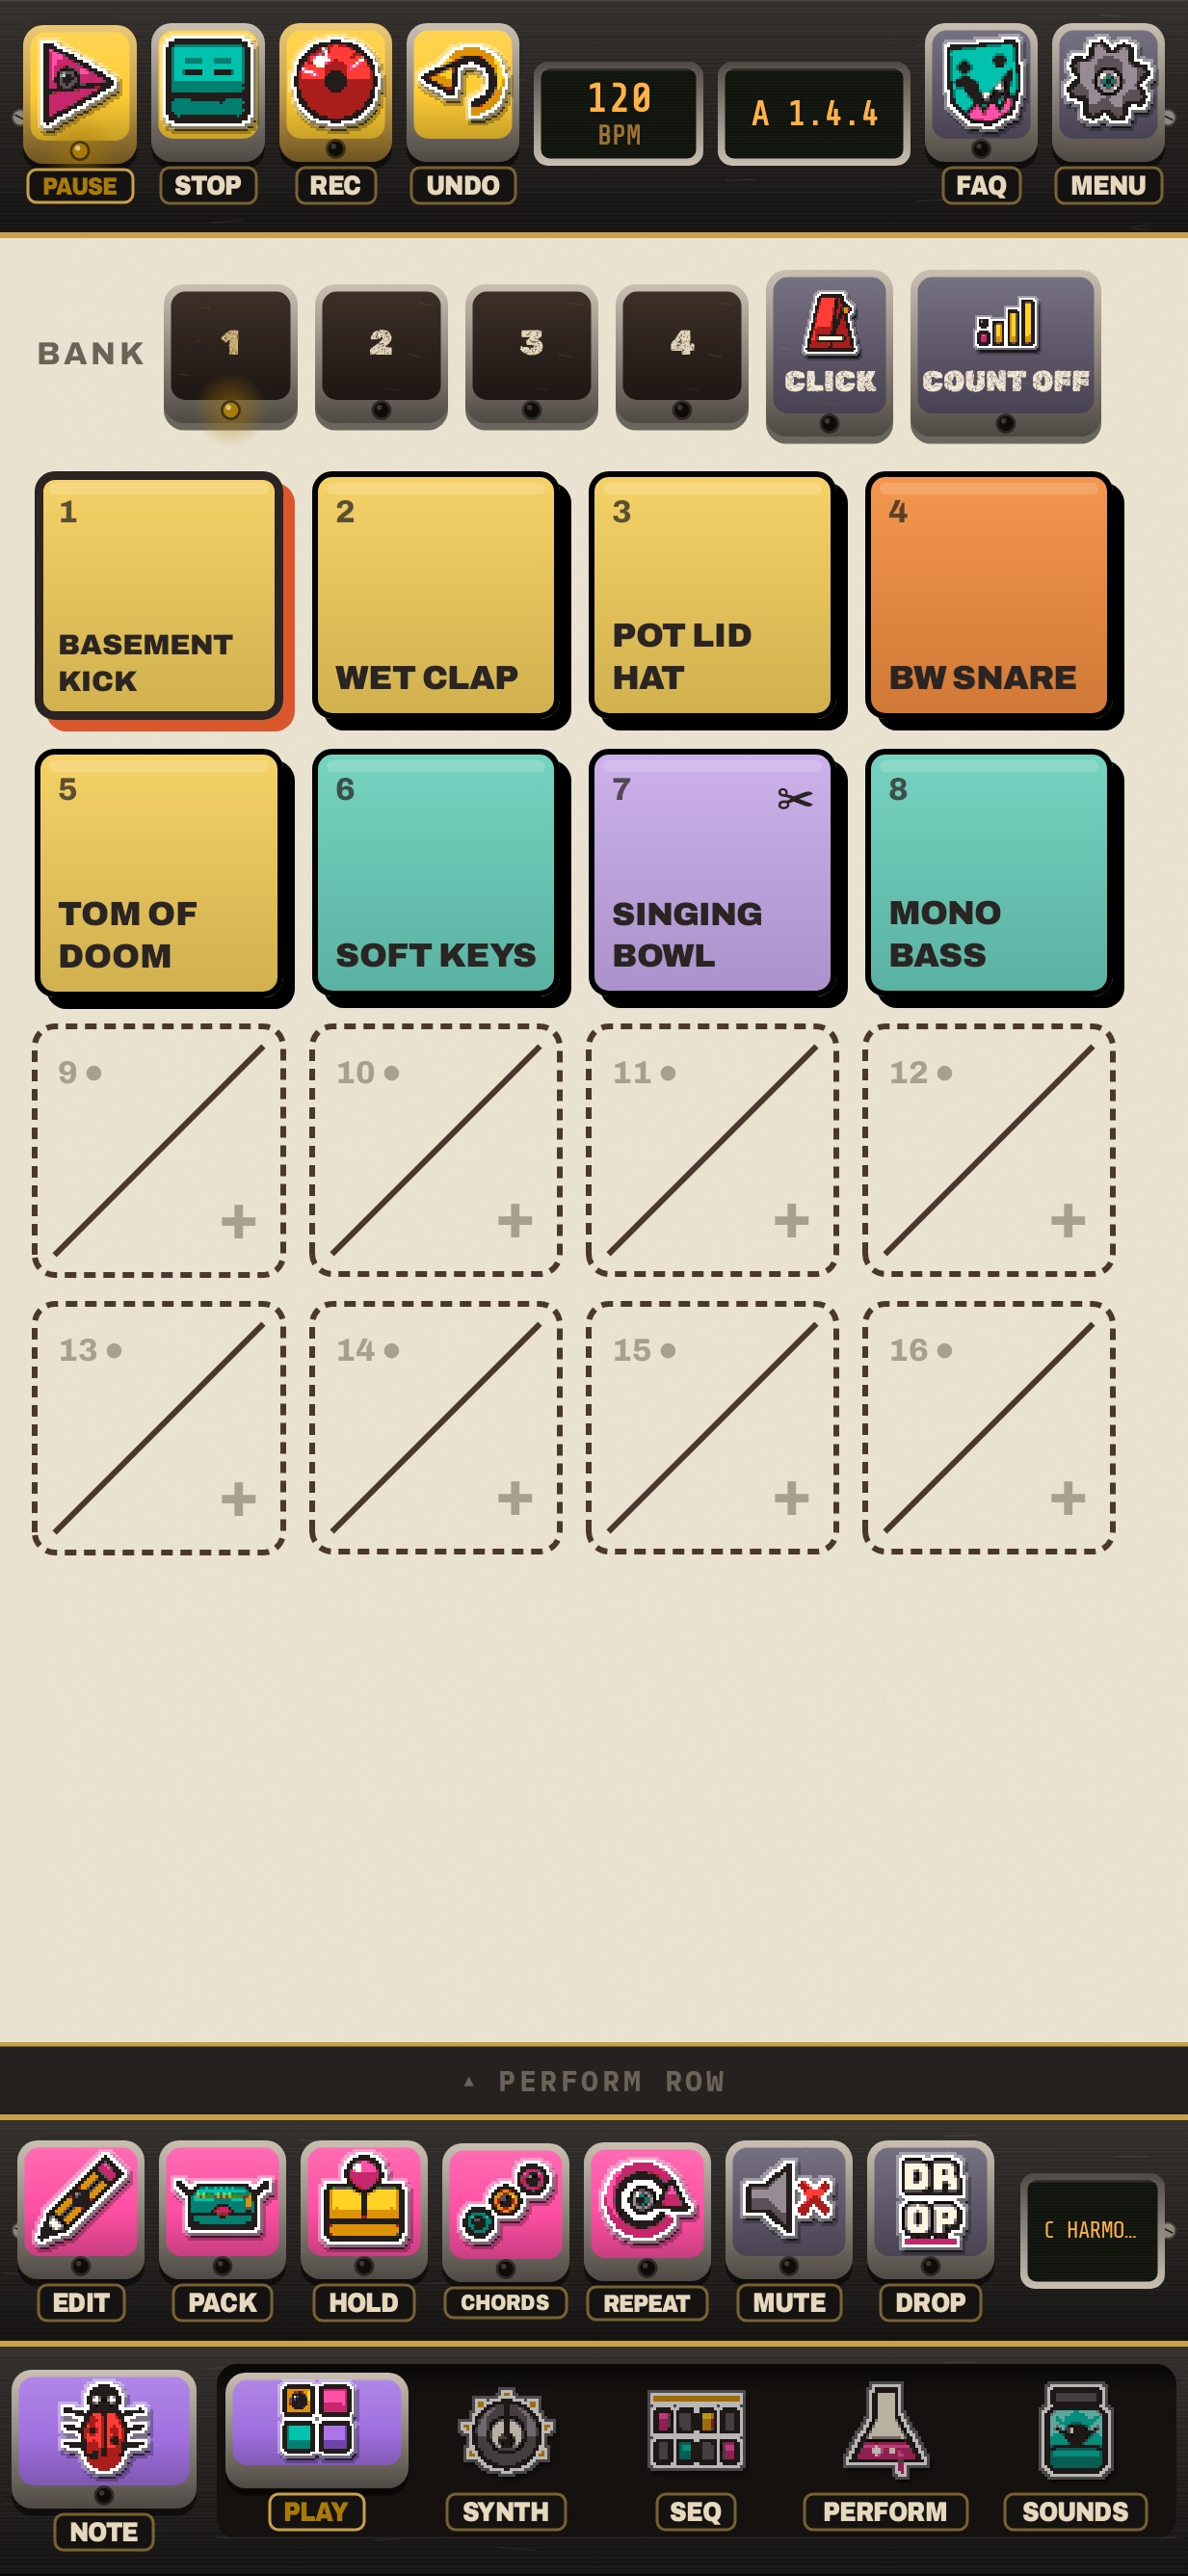 120
BPM
A 1.4.4
PAUSE STOP REC UNDO FAQ MENU
BANK 1 2 3 4 CLICK COUNT OFF
1 2 3 4
BASEMENT
KICK
WET CLAP
POT LID
HAT
BW SNARE
5 6 7 8
TOM OF
DOOM
SOFT KEYS
SINGING
BOWL
MONO
BASS
9 10 11 12
+ + + +
13 14 15 16
+ + + +
▲ PERFORM ROW
DR
OP
C HARMO…
EDIT PACK HOLD CHORDS REPEAT MUTE DROP
NOTE PLAY SYNTH SEQ PERFORM SOUNDS